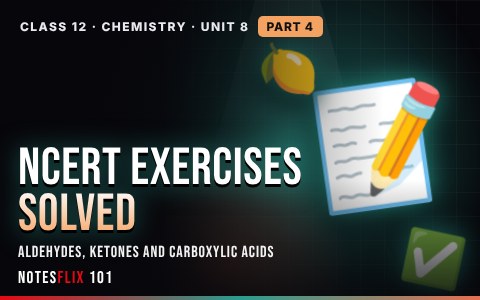 CLASS 12 · CHEMISTRY · UNIT 8 PART 4
NCERT EXERCISES
SOLVED
ALDEHYDES, KETONES AND CARBOXYLIC ACIDS
NOTESFLIX 101